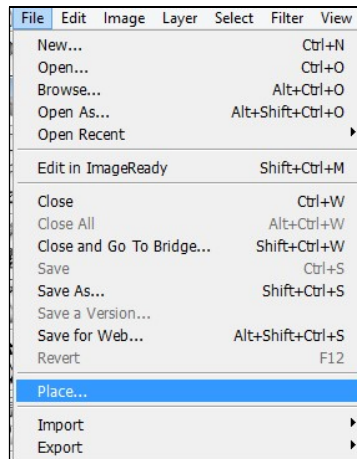 File Edit Image Layer Select Filter View
New... Ctrl+N
Open... Ctrl+O
Browse... Alt+Ctrl+O
Open As... Alt+Shift+Ctrl+O
Open Recent
Edit in ImageReady Shift+Ctrl+M
Close Ctrl+W
Close All Alt+Ctrl+W
Close and Go To Bridge... Shift+Ctrl+W
Save Ctrl+S
Save As... Shift+Ctrl+S
Save a Version...
Save for Web... Alt+Shift+Ctrl+S
Revert F12
Place...
Import
Export